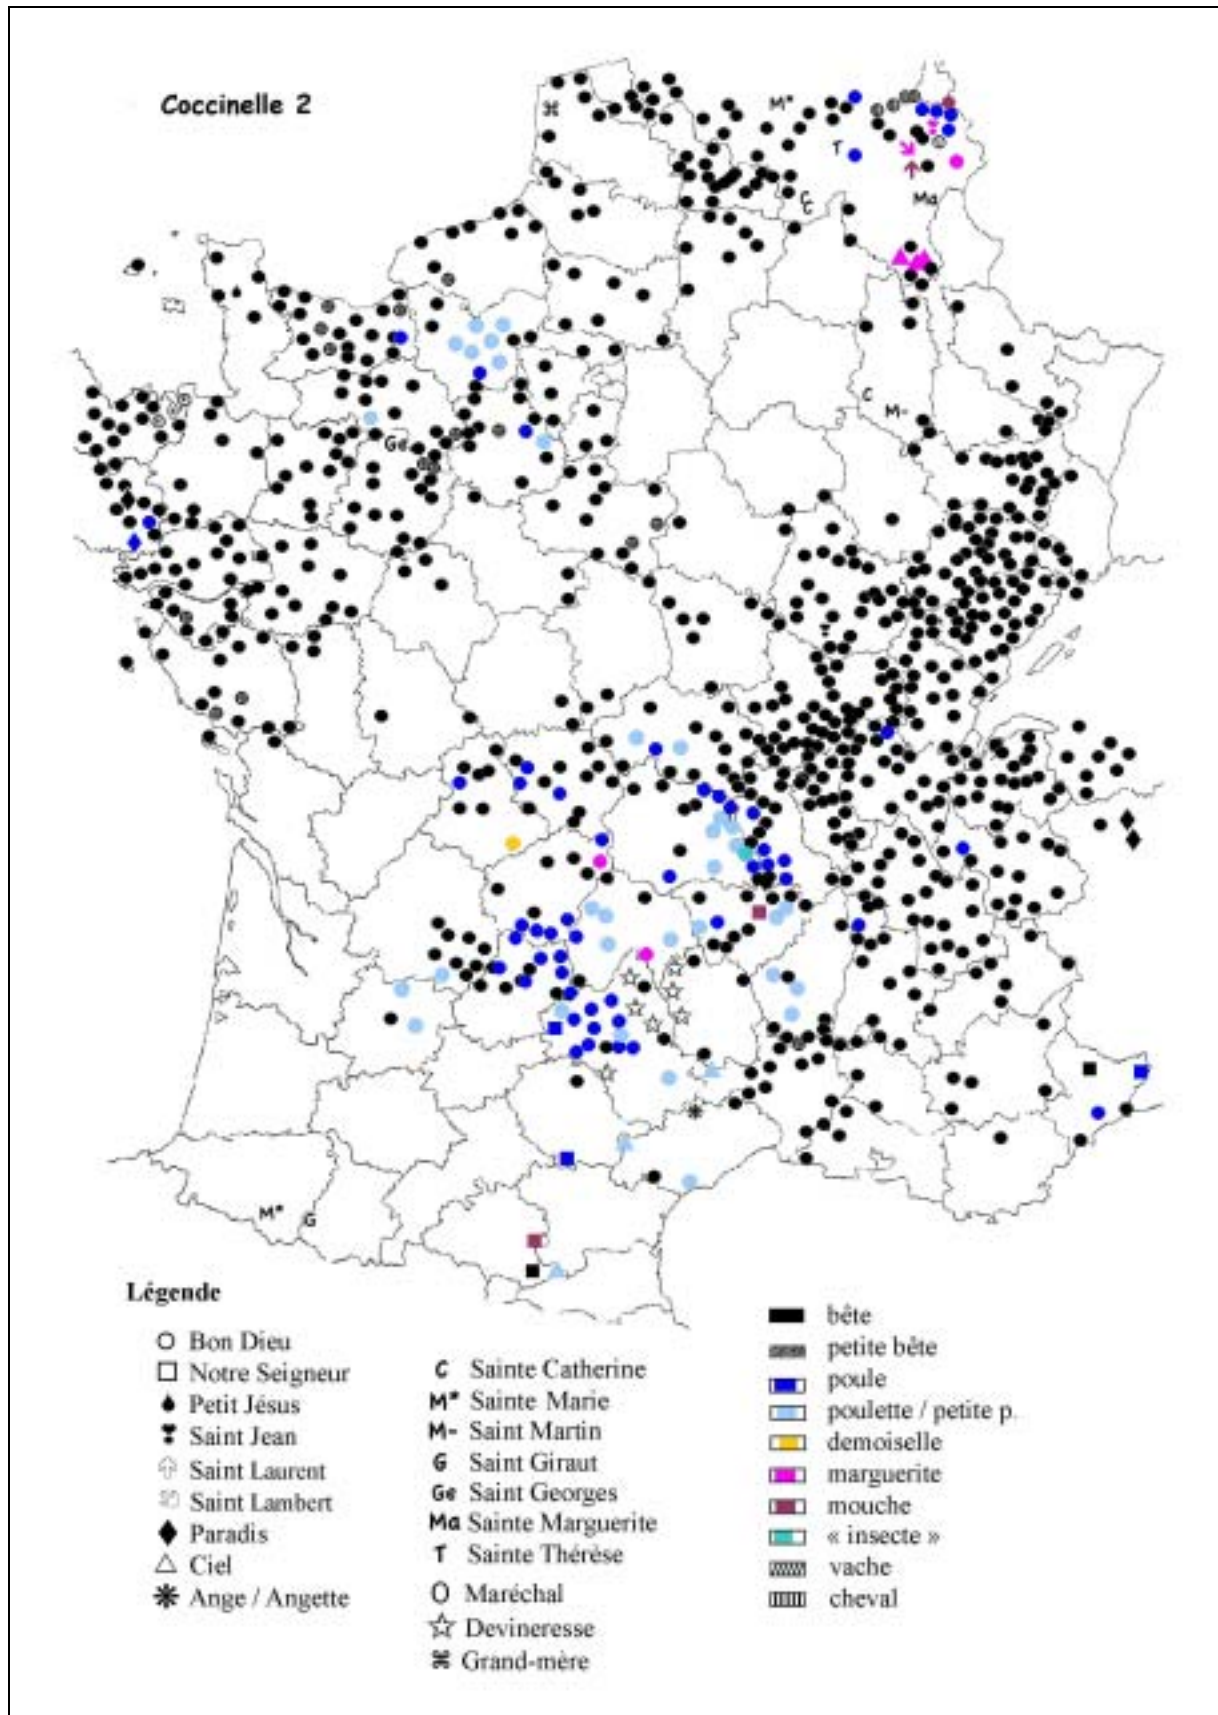 Coccinelle 2
M*
T
C
C
Ma
C
M-
Ge
M*
G
Légende
Bon Dieu
Notre Seigneur
Petit Jésus
Saint Jean
Saint Laurent
Saint Lambert
Paradis
Ciel
Ange / Angette
C Sainte Catherine
M* Sainte Marie
M- Saint Martin
G Saint Giraut
Ge Saint Georges
Ma Sainte Marguerite
T Sainte Thérèse
Maréchal
Devineresse
Grand-mère
bête
petite bête
poule
poulette / petite p.
demoiselle
marguerite
mouche
« insecte »
vache
cheval